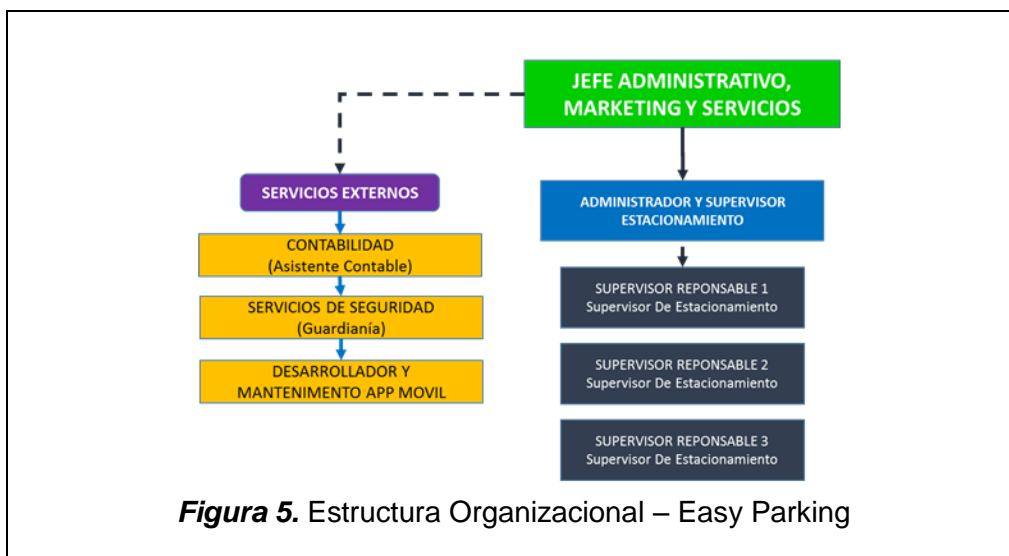 JEFE ADMINISTRATIVO,
MARKETING Y SERVICIOS
SERVICIOS EXTERNOS
CONTABILIDAD
(Asistente Contable)
SERVICIOS DE SEGURIDAD
(Guardianía)
DESARROLLADOR Y
MANTENIMENTO APP MOVIL
ADMINISTRADOR Y SUPERVISOR
ESTACIONAMIENTO
SUPERVISOR REPONSABLE 1
Supervisor De Estacionamiento
SUPERVISOR REPONSABLE 2
Supervisor De Estacionamiento
SUPERVISOR REPONSABLE 3
Supervisor De Estacionamiento
Figura 5. Estructura Organizacional – Easy Parking